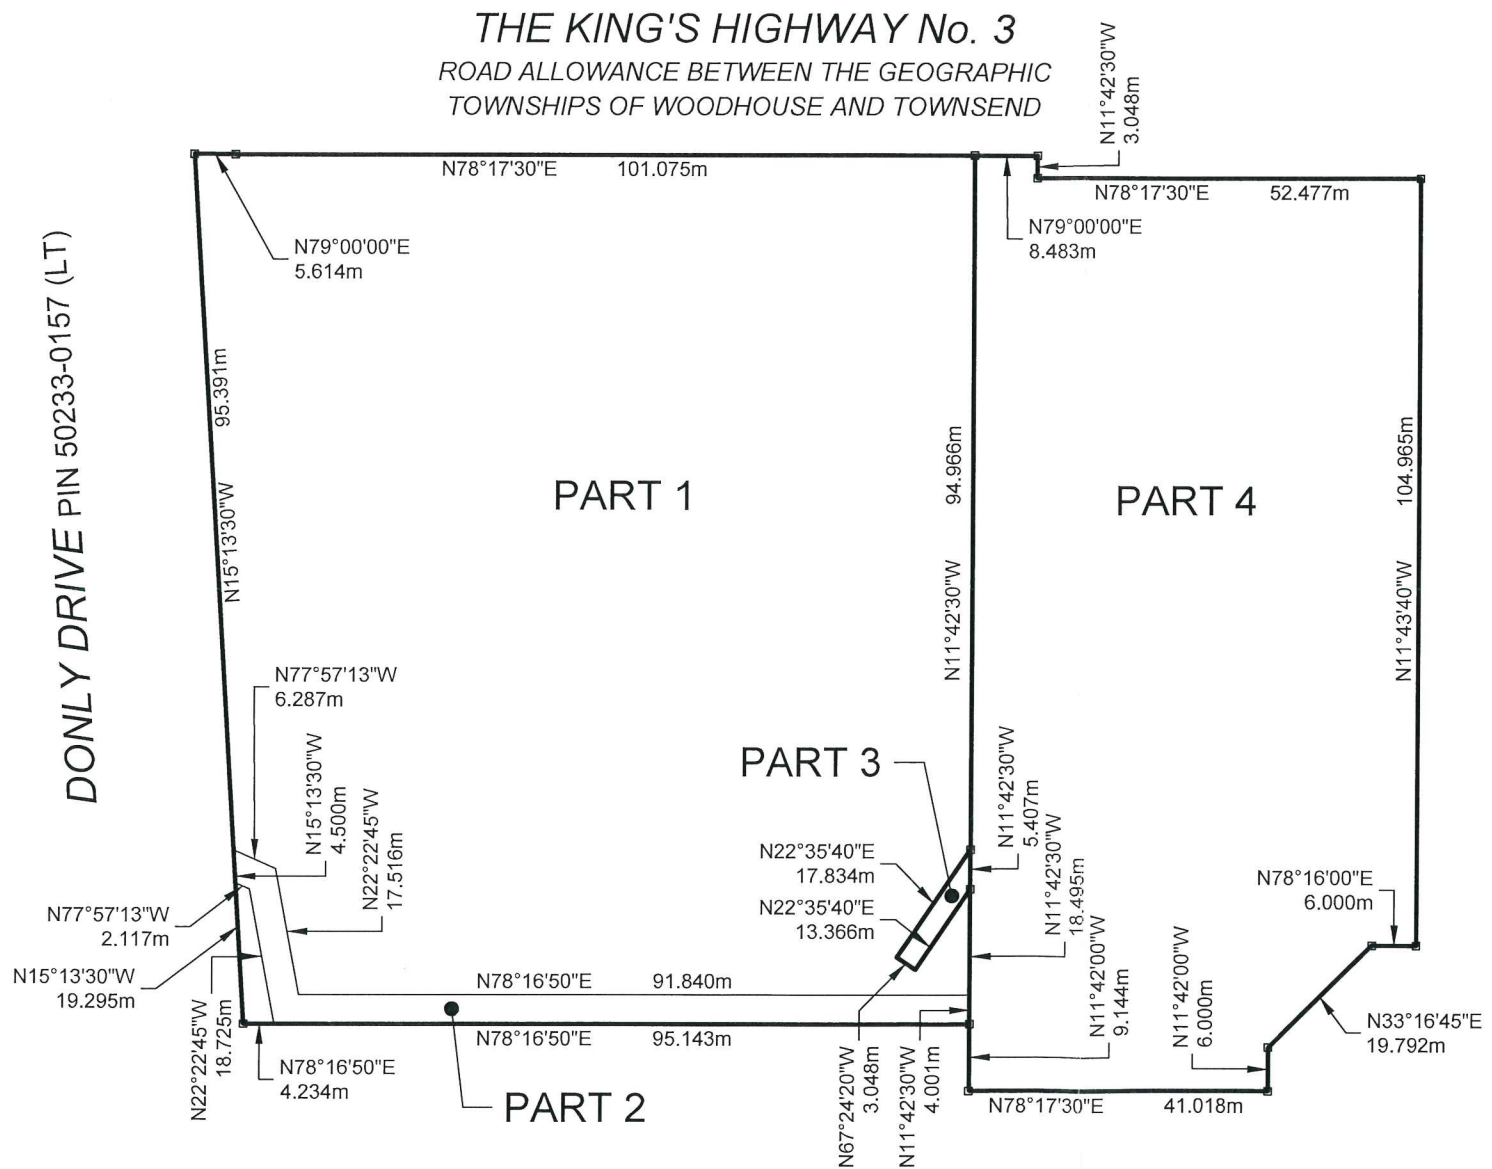 THE KING'S HIGHWAY No. 3
ROAD ALLOWANCE BETWEEN THE GEOGRAPHIC
TOWNSHIPS OF WOODHOUSE AND TOWNSEND
N11°42'30"W
3.048m
N78°17'30"E 101.075m
N78°17'30"E 52.477m
N79°00'00"E
5.614m
N79°00'00"E
8.483m
DONLY DRIVE PIN 50233-0157 (LT)
N15°13'30"W 95.391m
PART 1
N11°42'30"W 94.966m
PART 4
N11°43'40"W 104.965m
N77°57'13"W
6.287m
N15°13'30"W
4.500m
N22°22'45"W
17.516m
PART 3
N11°42'30"W
5.407m
N22°35'40"E
17.834m
N22°35'40"E
13.366m
N11°42'30"W
18.495m
N78°16'00"E
6.000m
N77°57'13"W
2.117m
N15°13'30"W
19.295m
N22°22'45"W
18.725m
N78°16'50"E 91.840m
N78°16'50"E 95.143m
N78°16'50"E
4.234m
PART 2
N67°24'20"W
3.048m
N11°42'30"W
4.001m
N11°42'00"W
9.144m
N11°42'00"W
6.000m
N33°16'45"E
19.792m
N78°17'30"E 41.018m